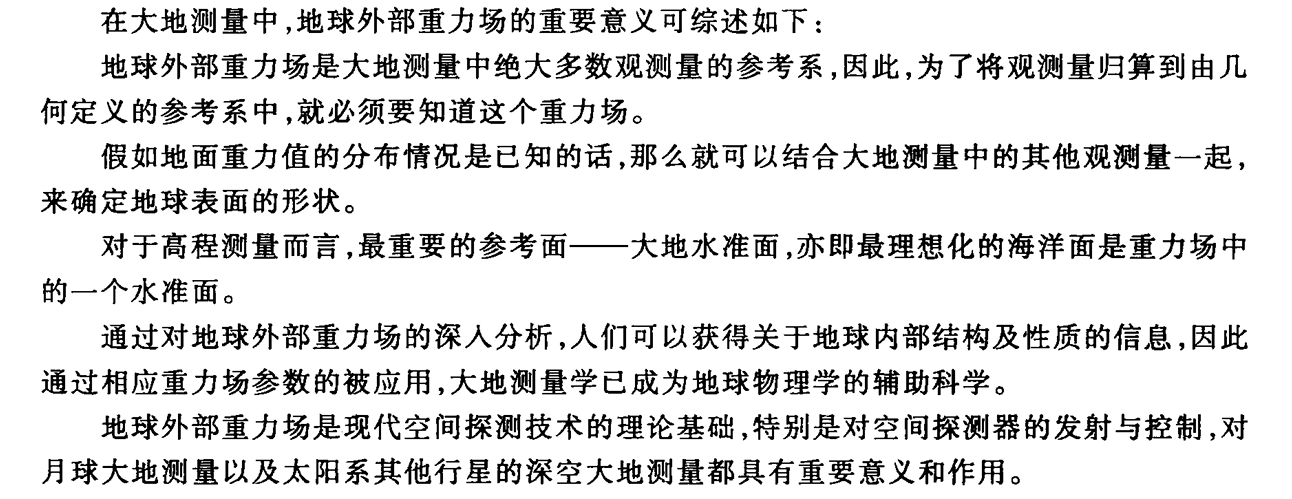 在大地测量中,地球外部重力场的重要意义可综述如下:
地球外部重力场是大地测量中绝大多数观测量的参考系,因此,为了将观测量归算到由几
何定义的参考系中,就必须要知道这个重力场。
假如地面重力值的分布情况是已知的话,那么就可以结合大地测量中的其他观测量一起,
来确定地球表面的形状。
对于高程测量而言,最重要的参考面——大地水准面,亦即最理想化的海洋面是重力场中
的一个水准面。
通过对地球外部重力场的深入分析,人们可以获得关于地球内部结构及性质的信息,因此
通过相应重力场参数的被应用,大地测量学已成为地球物理学的辅助科学。
地球外部重力场是现代空间探测技术的理论基础,特别是对空间探测器的发射与控制,对
月球大地测量以及太阳系其他行星的深空大地测量都具有重要意义和作用。